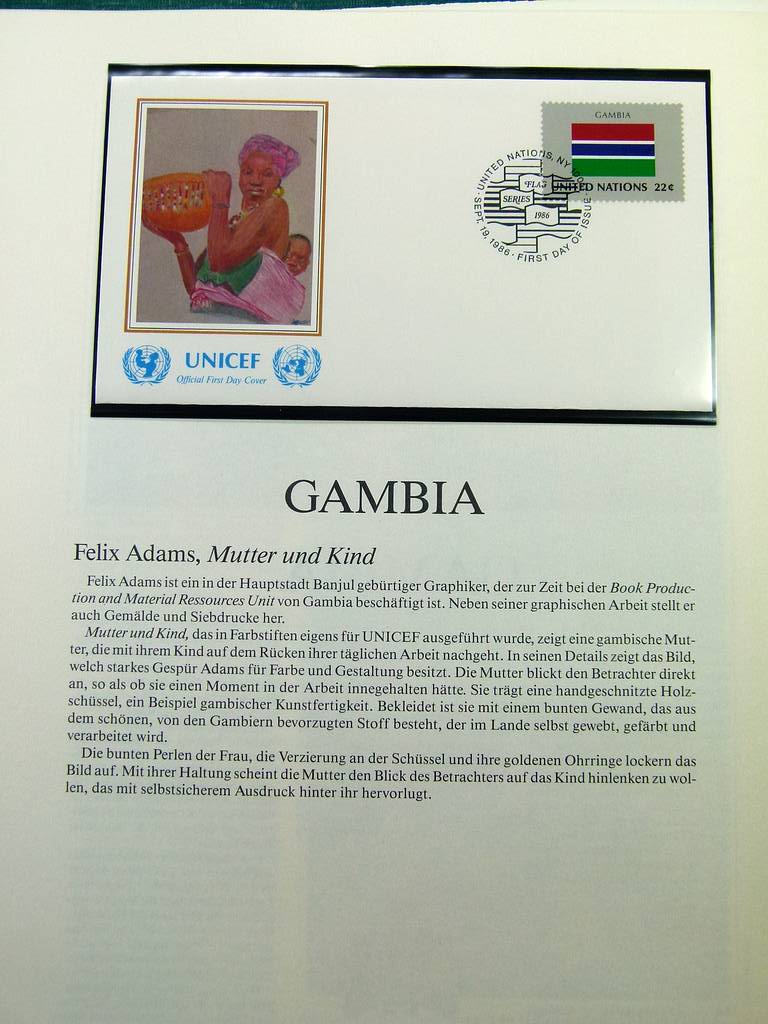 GAMBIA
UNITED NATIONS 22¢
UNITED NATIONS, NY
SEPT. 19, 1986 · FIRST DAY OF ISSUE
FLAG
SERIES
1986
UNICEF
Official First Day Cover
GAMBIA
Felix Adams, Mutter und Kind
Felix Adams ist ein in der Hauptstadt Banjul gebürtiger Graphiker, der zur Zeit bei der Book Produc-
tion and Material Ressources Unit von Gambia beschäftigt ist. Neben seiner graphischen Arbeit stellt er
auch Gemälde und Siebdrucke her.
Mutter und Kind, das in Farbstiften eigens für UNICEF ausgeführt wurde, zeigt eine gambische Mut-
ter, die mit ihrem Kind auf dem Rücken ihrer täglichen Arbeit nachgeht. In seinen Details zeigt das Bild,
welch starkes Gespür Adams für Farbe und Gestaltung besitzt. Die Mutter blickt den Betrachter direkt
an, so als ob sie einen Moment in der Arbeit innegehalten hätte. Sie trägt eine handgeschnitzte Holz-
schüssel, ein Beispiel gambischer Kunstfertigkeit. Bekleidet ist sie mit einem bunten Gewand, das aus
dem schönen, von den Gambiern bevorzugten Stoff besteht, der im Lande selbst gewebt, gefärbt und
verarbeitet wird.
Die bunten Perlen der Frau, die Verzierung an der Schüssel und ihre goldenen Ohrringe lockern das
Bild auf. Mit ihrer Haltung scheint die Mutter den Blick des Betrachters auf das Kind hinlenken zu wol-
len, das mit selbstsicherem Ausdruck hinter ihr hervorlugt.